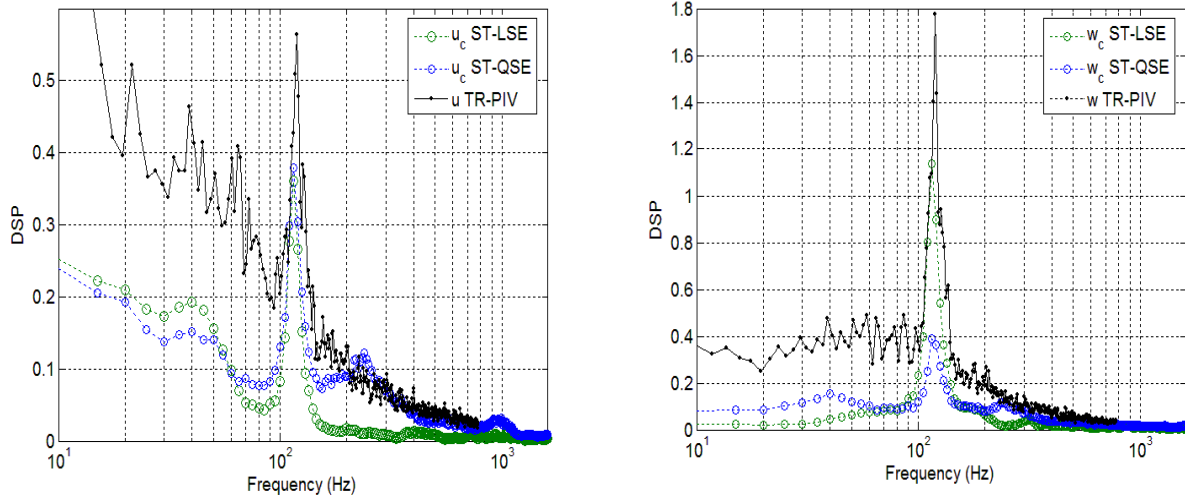 u_c ST-LSE
u_c ST-QSE
u TR-PIV
0.5
0.4
0.3
0.2
0.1
0
DSP
10^1
10^2
10^3
Frequency (Hz)
w_c ST-LSE
w_c ST-QSE
w TR-PIV
1.8
1.6
1.4
1.2
1
0.8
0.6
0.4
0.2
0
DSP
10^1
10^2
10^3
Frequency (Hz)